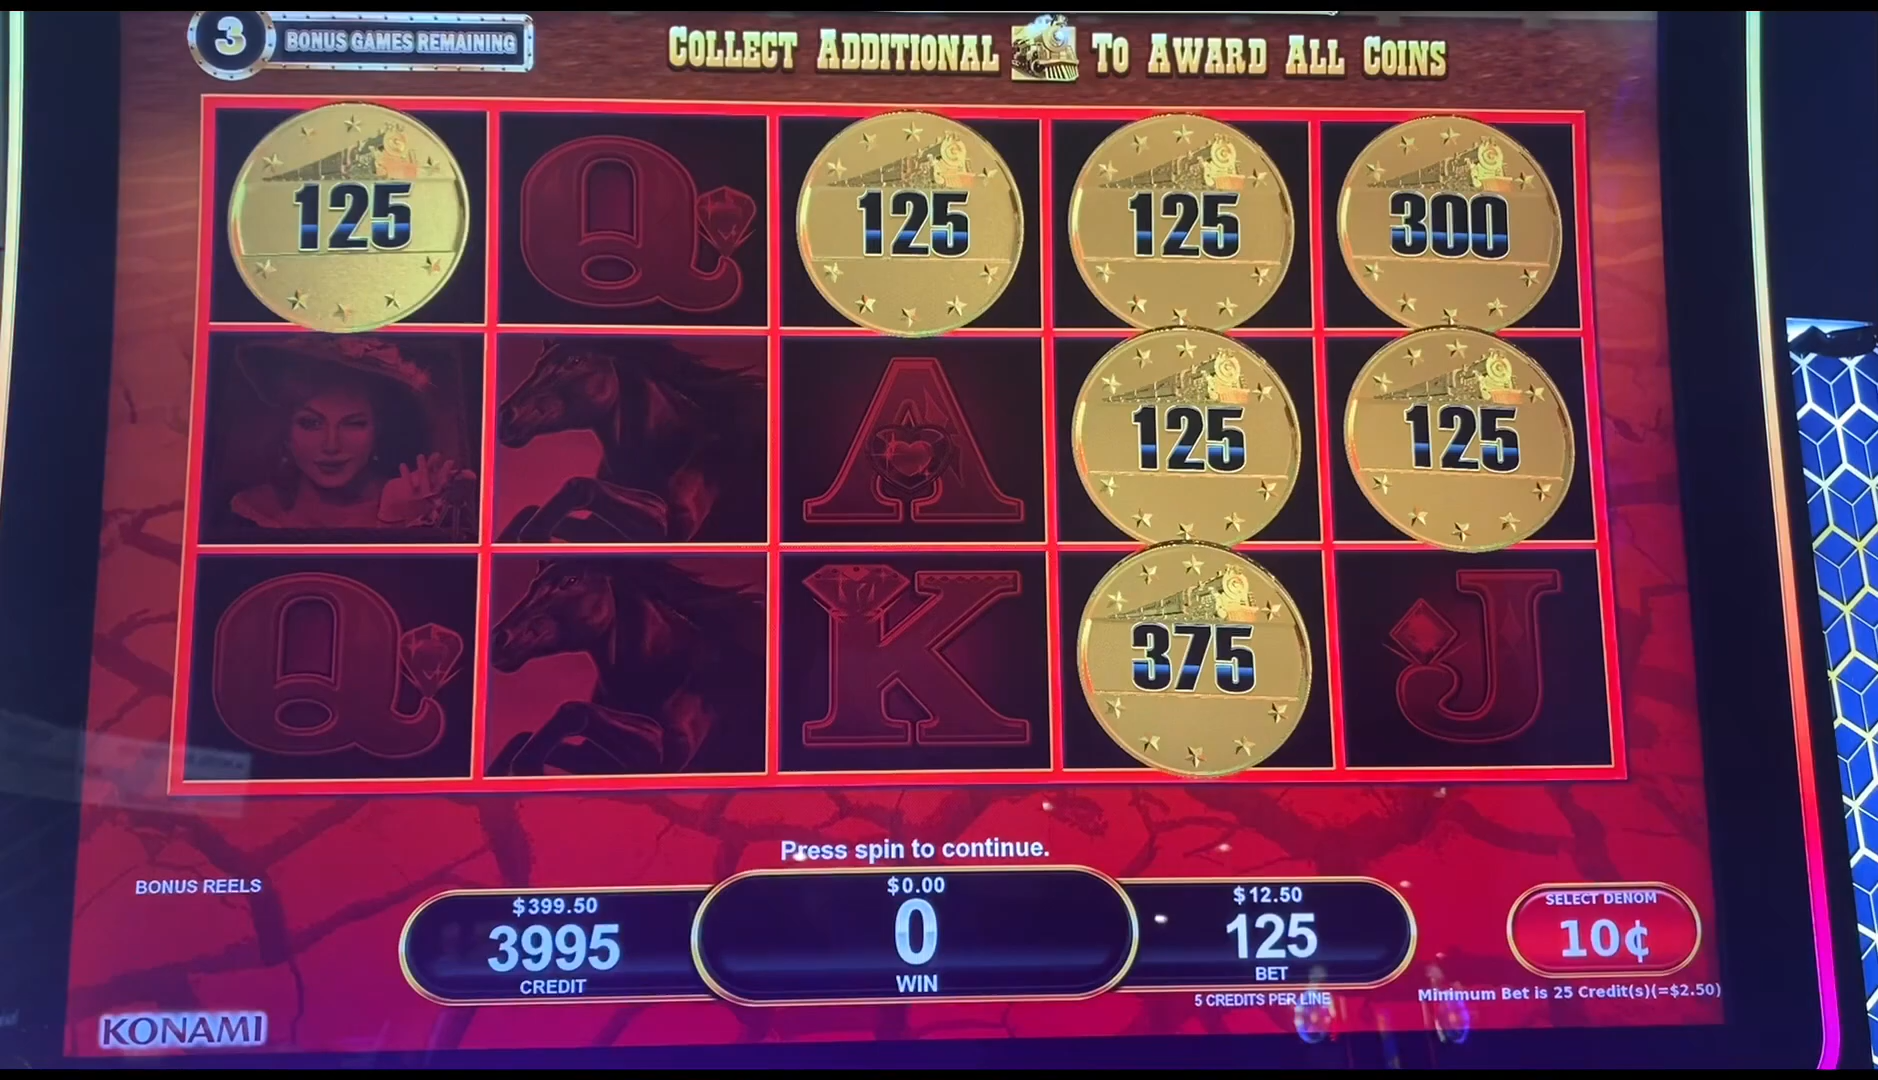 3 BONUS GAMES REMAINING
COLLECT ADDITIONAL TO AWARD ALL COINS
125 Q 125 125 300
A 125 125
Q K 375 J
Press spin to continue.
BONUS REELS
$399.50
3995
CREDIT
$0.00
0
WIN
$12.50
125
BET
5 CREDITS PER LINE
SELECT DENOM
10¢
Minimum Bet is 25 Credit(s)(=$2.50)
KONAMI